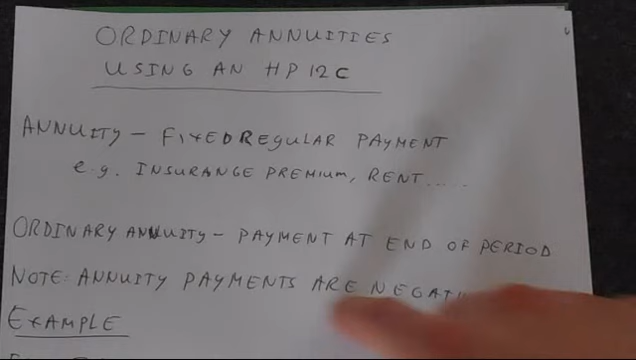 ORDINARY ANNUITIES
USING AN HP 12C
ANNUITY - FIXED REGULAR PAYMENT
e.g. INSURANGE PREMIUM, RENT.....
ORDINARY ANNUITY - PAYMENT AT END OF PERIOD
NOTE: ANNUITY PAYMENTS ARE
EXAMPLE